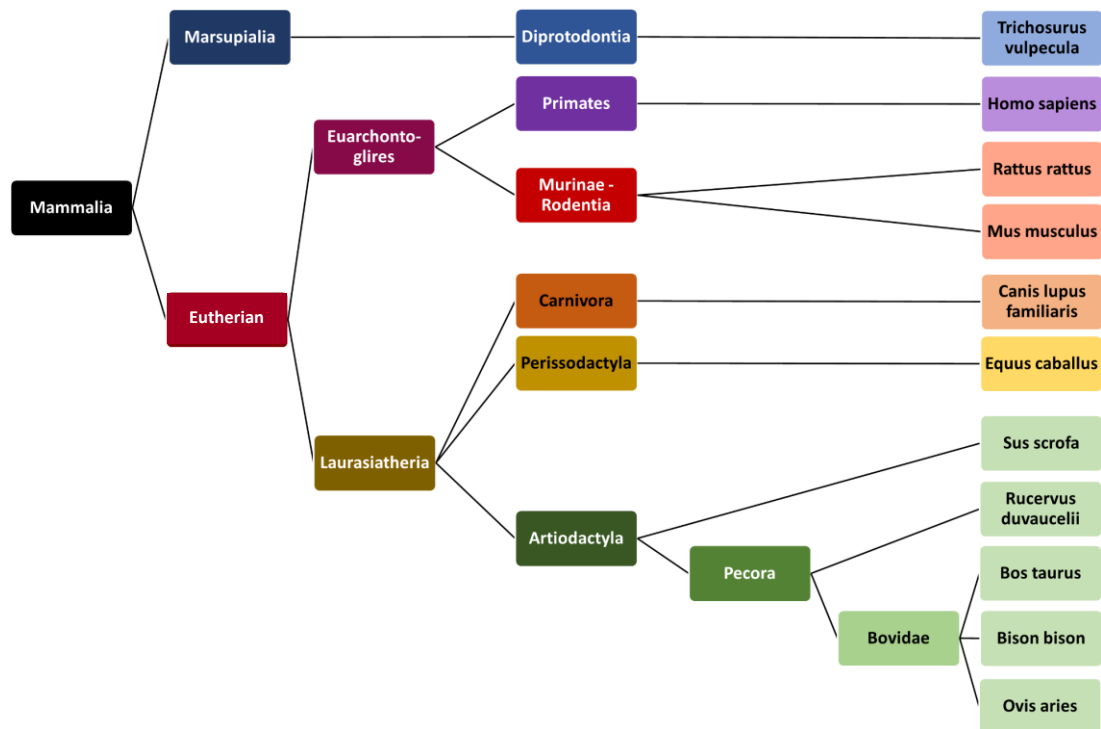 Marsupialia
Diprotodontia
Trichosurus
vulpecula
Primates
Homo sapiens
Euarchonto-
glires
Rattus rattus
Murinae -
Rodentia
Mammalia
Mus musculus
Carnivora
Canis lupus
familiaris
Eutherian
Perissodactyla
Equus caballus
Sus scrofa
Laurasiatheria
Rucervus
duvaucelii
Artiodactyla
Pecora
Bos taurus
Bovidae
Bison bison
Ovis aries